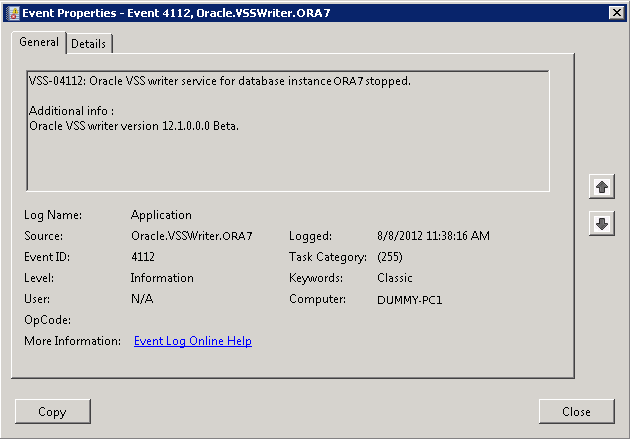 Event Properties - Event 4112, Oracle.VSSWriter.ORA7
General Details
VSS-04112: Oracle VSS writer service for database instance ORA7 stopped.
Additional info :
Oracle VSS writer version 12.1.0.0.0 Beta.
Log Name: Application
Source: Oracle.VSSWriter.ORA7 Logged: 8/8/2012 11:38:16 AM
Event ID: 4112 Task Category: (255)
Level: Information Keywords: Classic
User: N/A Computer: DUMMY-PC1
OpCode:
More Information: Event Log Online Help
Copy Close